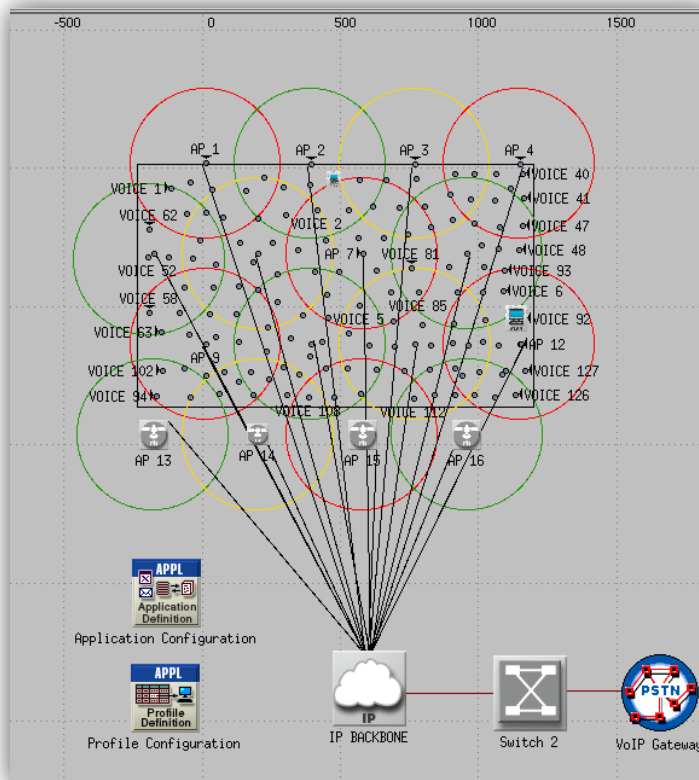 -500 0 500 1000 1500
AP_1 AP_2 AP_3 AP_4
VOICE 40
VOICE 1
VOICE 41
VOICE 62
VOICE 2
VOICE 47
AP 7
VOICE 81
VOICE 48
VOICE 52
VOICE 93
VOICE 58
VOICE 85
VOICE 6
VOICE 63
VOICE 5
VOICE 92
AP 9
AP 12
VOICE 102
VOICE 127
VOICE 94
VOICE 126
VOICE 112
AP 13 AP 14 AP 15 AP 16
APPL
Application
Definition
Application Configuration
APPL
Profile
Definition
Profile Configuration
IP
IP BACKBONE
Switch 2
PSTN
VoIP Gateway